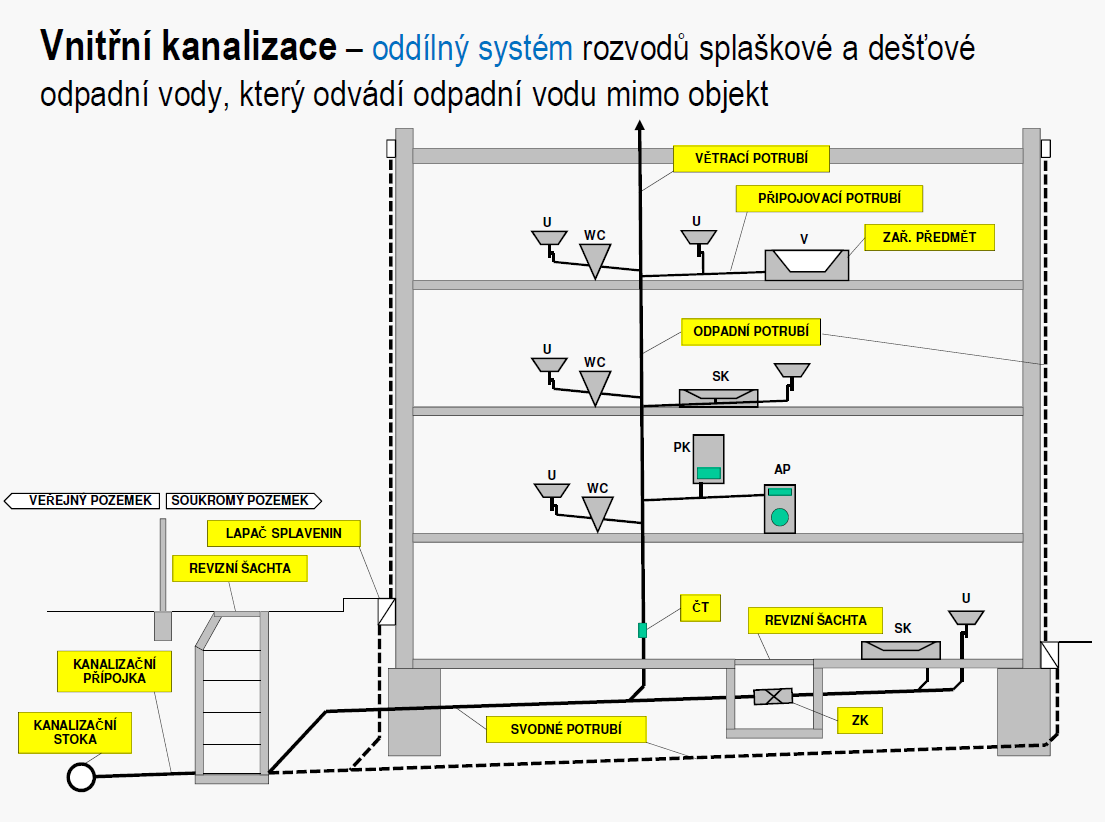 Vnitřní kanalizace – oddílný systém rozvodů splaškové a dešťové
odpadní vody, který odvádí odpadní vodu mimo objekt
VĚTRACÍ POTRUBÍ
PŘIPOJOVACÍ POTRUBÍ
U
WC
U
V
ZAŘ. PŘEDMĚT
ODPADNÍ POTRUBÍ
U
WC
SK
PK
AP
U
WC
VEŘEJNÝ POZEMEK
SOUKROMÝ POZEMEK
LAPAČ SPLAVENIN
REVIZNÍ ŠACHTA
ČT
REVIZNÍ ŠACHTA
U
SK
KANALIZAČNÍ
PŘÍPOJKA
KANALIZAČNÍ
STOKA
SVODNÉ POTRUBÍ
ZK